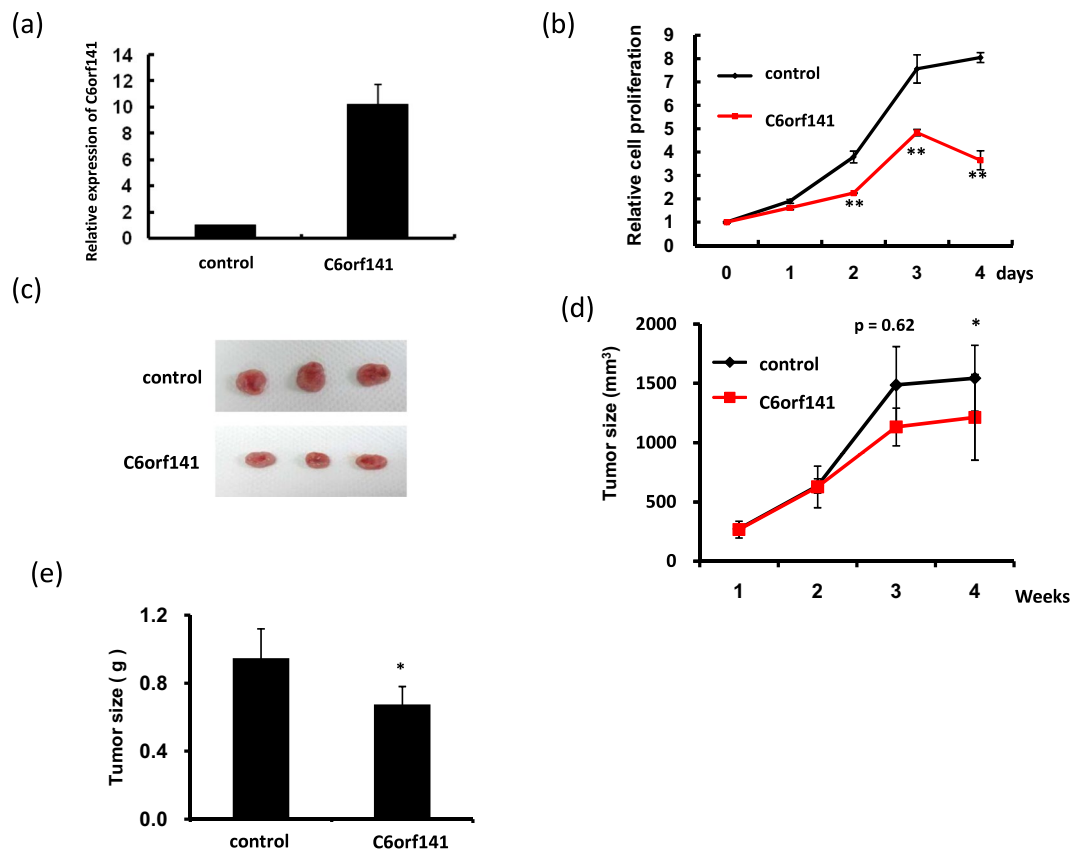 (a)
Relative expression of C6orf141
14
12
10
8
6
4
2
0
control
C6orf141
(b)
Relative cell proliferation
9
8
7
6
5
4
3
2
1
0
control
C6orf141
**
**
**
0 1 2 3 4 days
(c)
control
C6orf141
(d)
Tumor size (mm³)
2000
1500
1000
500
0
p = 0.62
*
control
C6orf141
1 2 3 4 Weeks
(e)
Tumor size ( g )
1.2
0.8
0.4
0.0
*
control
C6orf141